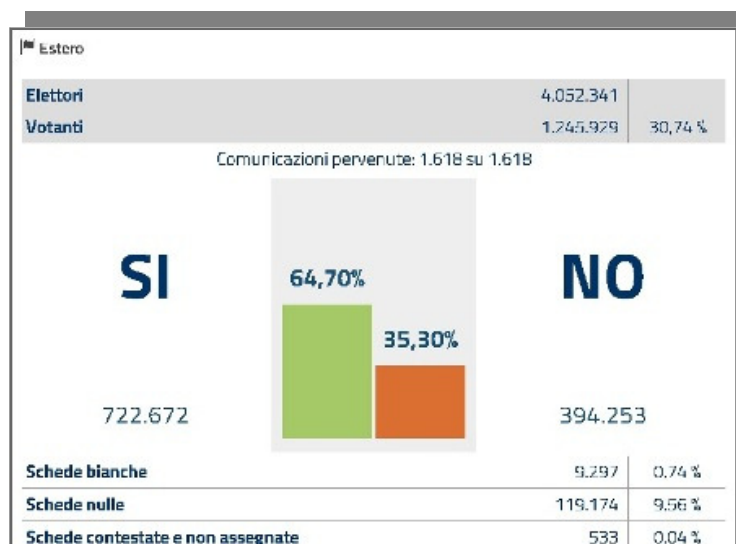 Estero
Elettori 4.052.341
Votanti 1.245.929 30,74 %
Comunicazioni pervenute: 1.618 su 1.618
SI 64,70% NO
35,30%
722.672 394.253
Schede bianche 9.297 0,74 %
Schede nulle 119.174 9,56 %
Schede contestate e non assegnate 533 0,04 %